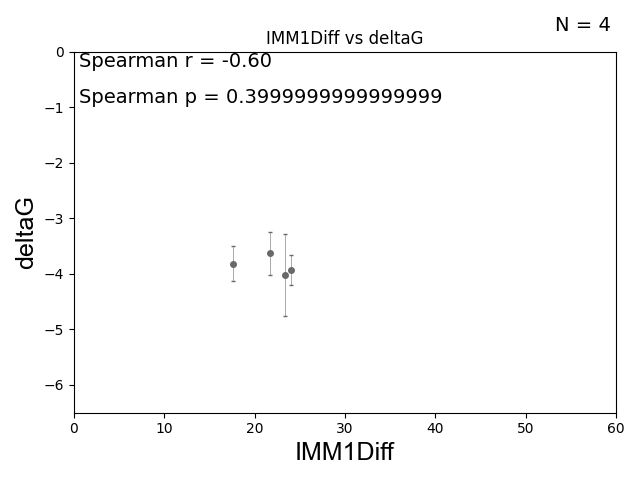 N = 4
IMM1Diff vs deltaG
Spearman r = -0.60
Spearman p = 0.3999999999999999
deltaG
0
−1
−2
−3
−4
−5
−6
0 10 20 30 40 50 60
IMM1Diff